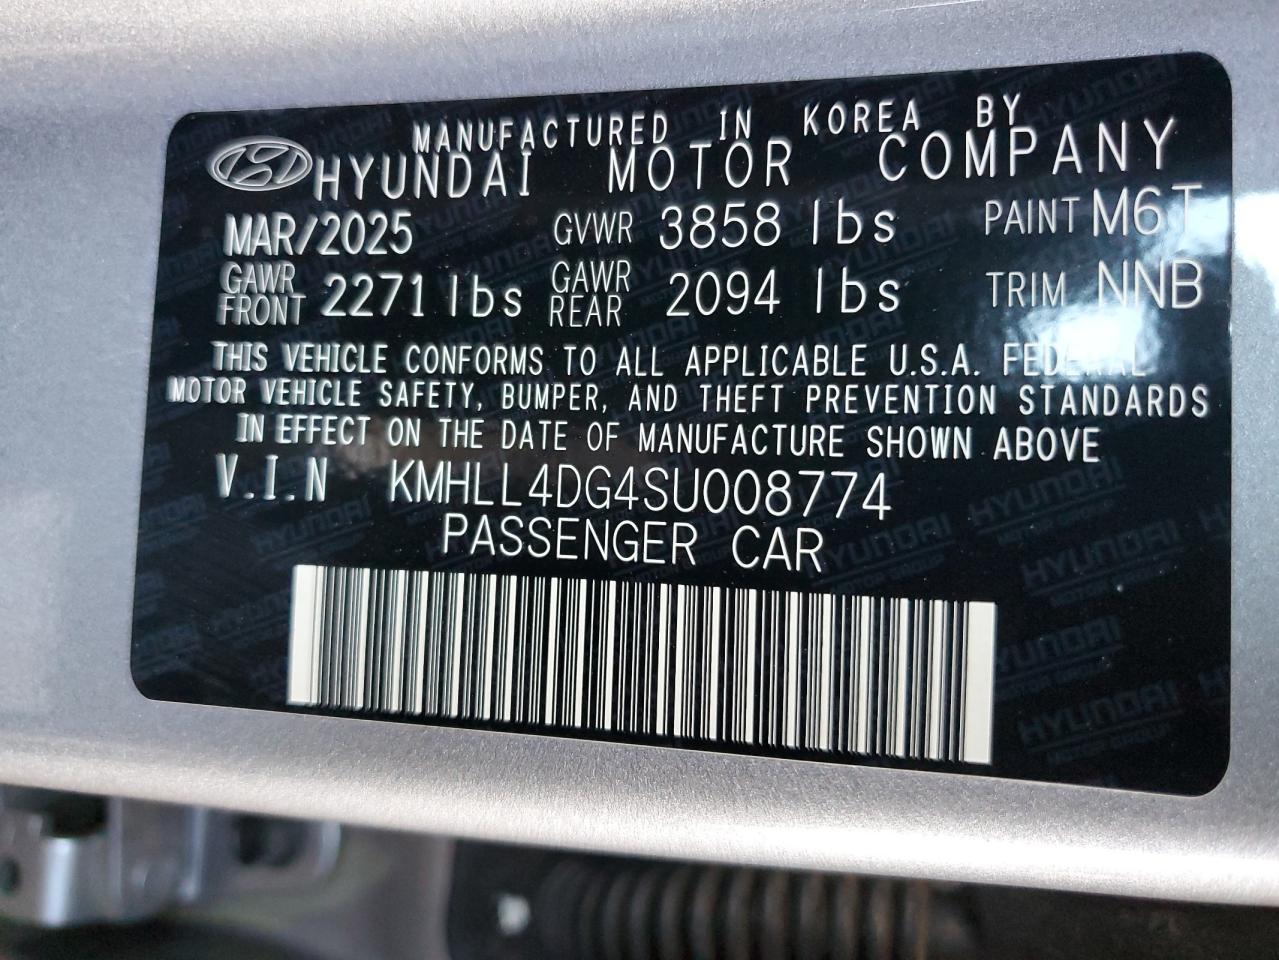 MANUFACTURED IN KOREA BY
HYUNDAI MOTOR COMPANY
MAR/2025 GVWR 3858 lbs PAINT M6T
GAWR FRONT 2271 lbs GAWR REAR 2094 lbs TRIM NNB
THIS VEHICLE CONFORMS TO ALL APPLICABLE U.S.A. FEDERAL
MOTOR VEHICLE SAFETY, BUMPER, AND THEFT PREVENTION STANDARDS
IN EFFECT ON THE DATE OF MANUFACTURE SHOWN ABOVE
V.I.N KMHLL4DG4SU008774
PASSENGER CAR